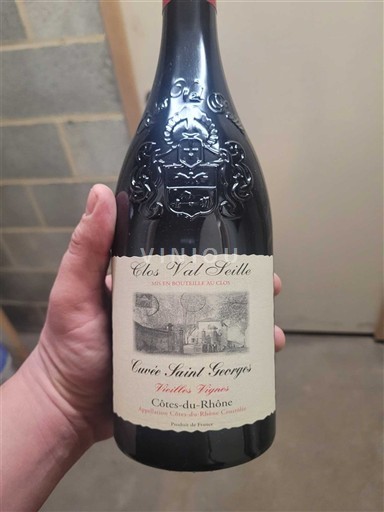 Clos Val Seille
MIS EN BOUTEILLE AU CLOS
VINIOU
Cuvée Saint Georges
Vieilles Vignes
Côtes-du-Rhône
Appellation Côtes-du-Rhône Contrôlée
Produit de France